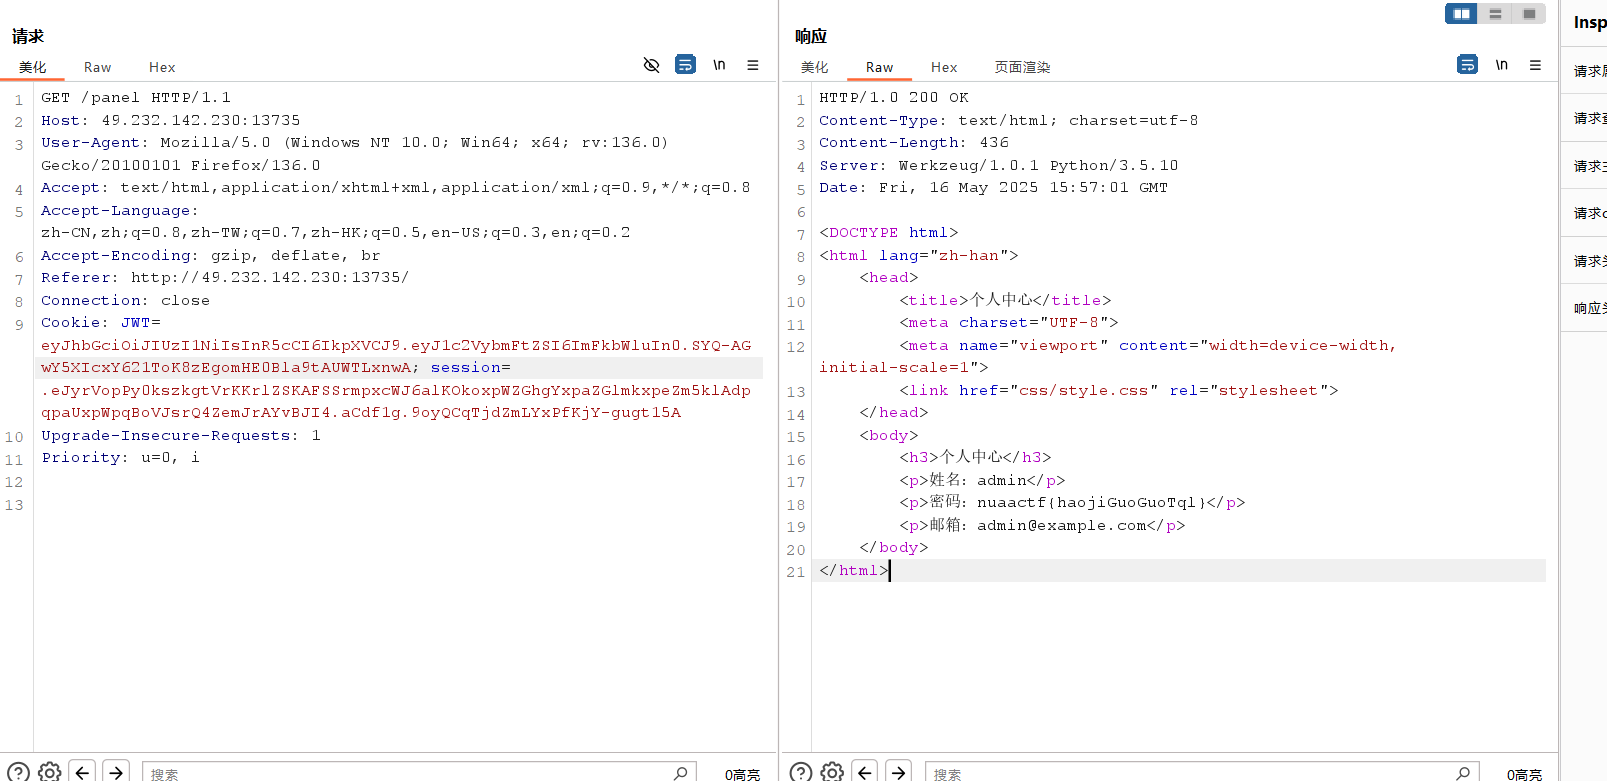 请求
美化 Raw Hex \n
1 GET /panel HTTP/1.1
2 Host: 49.232.142.230:13735
3 User-Agent: Mozilla/5.0 (Windows NT 10.0; Win64; x64; rv:136.0)
Gecko/20100101 Firefox/136.0
4 Accept: text/html,application/xhtml+xml,application/xml;q=0.9,*/*;q=0.8
5 Accept-Language:
zh-CN,zh;q=0.8,zh-TW;q=0.7,zh-HK;q=0.5,en-US;q=0.3,en;q=0.2
6 Accept-Encoding: gzip, deflate, br
7 Referer: http://49.232.142.230:13735/
8 Connection: close
9 Cookie: JWT=
eyJhbGciOiJIUzI1NiIsInR5cCI6IkpXVCJ9.eyJ1c2VybmFtZSI6ImFkbWluIn0.SYQ-AG
wY5XIcxY621ToK8zEgomHE0Bla9tAUWTLxnwA; session=
.eJyrVopPy0kszkgtVrKKrlZSKAFSSrmpxcWJ6alKOkoxpWZGhgYxpaZGlmkxpeZm5klAdp
qpaUxpWpqBoVJsrQ4ZemJrAYvBJI4.aCdf1g.9oyQCqTjdZmLYxPfKjY-gugt15A
10 Upgrade-Insecure-Requests: 1
11 Priority: u=0, i
12
13
搜索
0高亮
响应
美化 Raw Hex 页面渲染 \n
1 HTTP/1.0 200 OK
2 Content-Type: text/html; charset=utf-8
3 Content-Length: 436
4 Server: Werkzeug/1.0.1 Python/3.5.10
5 Date: Fri, 16 May 2025 15:57:01 GMT
6
7 <DOCTYPE html>
8 <html lang="zh-han">
9 <head>
10 <title>个人中心</title>
11 <meta charset="UTF-8">
12 <meta name="viewport" content="width=device-width,
initial-scale=1">
13 <link href="css/style.css" rel="stylesheet">
14 </head>
15 <body>
16 <h3>个人中心</h3>
17 <p>姓名: admin</p>
18 <p>密码: nuaactf{haojiGuoGuoTql}</p>
19 <p>邮箱: admin@example.com</p>
20 </body>
21 </html>
搜索
0高亮
Insp
请求
请求
请求
请求c
请求
响应